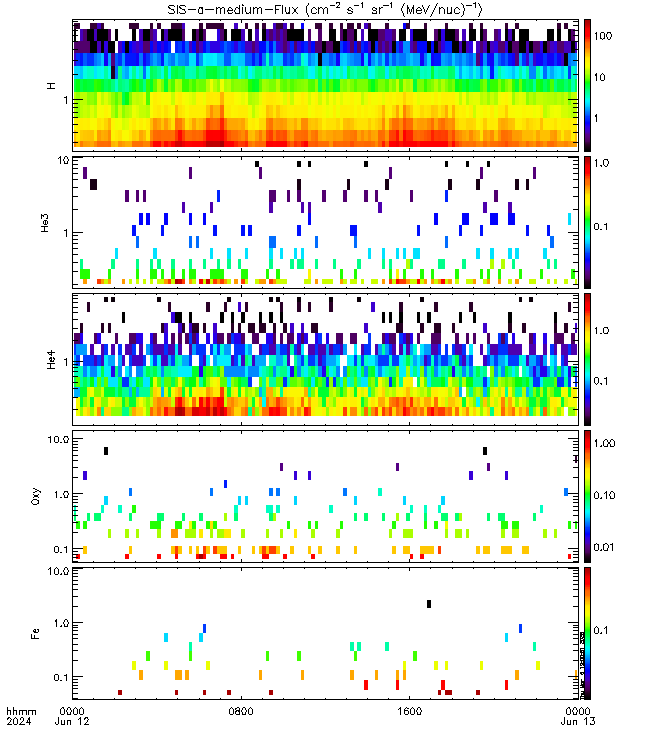 SIS-α-medium-Flux (cm⁻² s⁻¹ sr⁻¹ (MeV/nuc)⁻¹)
H
1
100
10
1
He3
10
1
1.0
0.1
He4
1
1.0
0.1
Oxy
10.0
1.0
0.1
1.00
0.10
0.01
Fe
10.0
1.0
0.1
0.1
hhmm 0000 0800 1600 0000
2024 Jun 12 Jun 13